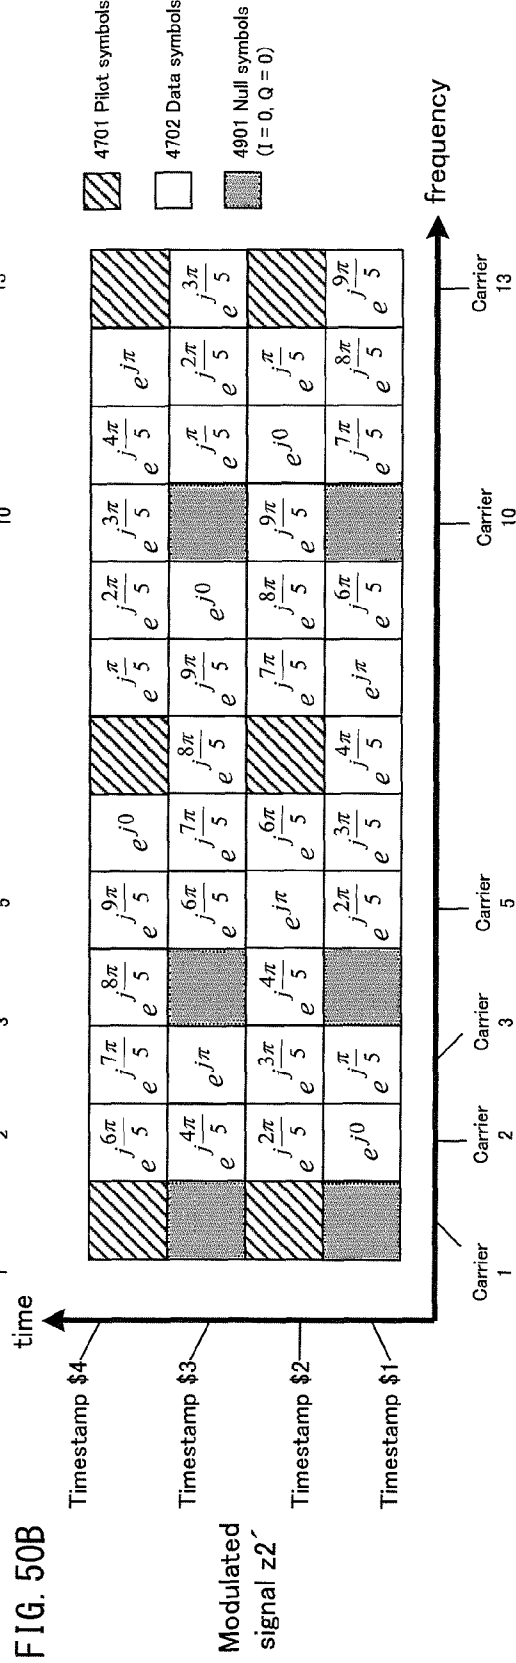 FIG. 50B
Modulated
signal z2´
time
Timestamp $4
e^{j6π/5} e^{j7π/5} e^{j8π/5} e^{j9π/5} e^{j0} e^{jπ/5} e^{j2π/5} e^{j3π/5} e^{j4π/5} e^{jπ}
Timestamp $3
e^{j4π/5} e^{jπ} e^{j6π/5} e^{j7π/5} e^{j8π/5} e^{j9π/5} e^{j0} e^{jπ/5} e^{j2π/5} e^{j3π/5}
Timestamp $2
e^{j2π/5} e^{j3π/5} e^{j4π/5} e^{jπ} e^{j6π/5} e^{j7π/5} e^{j8π/5} e^{j9π/5} e^{j0} e^{jπ/5}
Timestamp $1
e^{j0} e^{jπ/5} e^{j2π/5} e^{j3π/5} e^{j4π/5} e^{jπ} e^{j6π/5} e^{j7π/5} e^{j8π/5} e^{j9π/5}
frequency
Carrier
1
Carrier
2
Carrier
3
Carrier
5
Carrier
10
Carrier
13
4701 Pilot symbols
4702 Data symbols
4901 Null symbols
(I = 0, Q = 0)